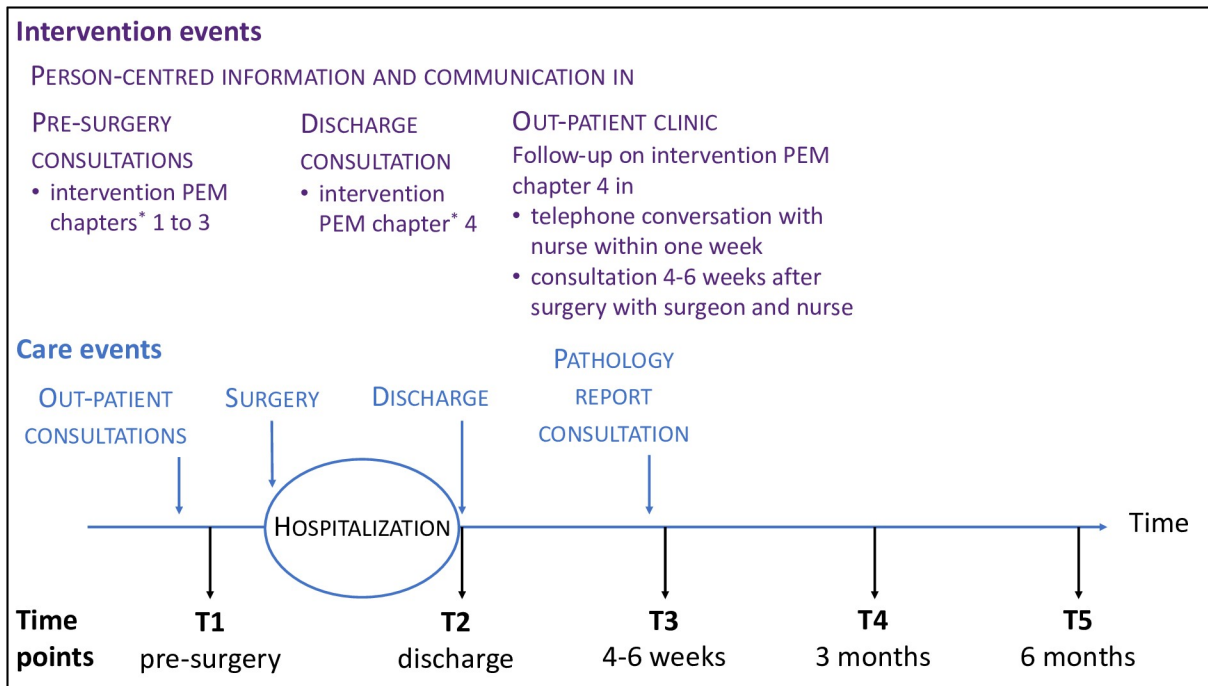 Intervention events
PERSON-CENTRED INFORMATION AND COMMUNICATION IN
PRE-SURGERY
CONSULTATIONS
• intervention PEM
chapters* 1 to 3
DISCHARGE
CONSULTATION
• intervention
PEM chapter* 4
OUT-PATIENT CLINIC
Follow-up on intervention PEM
chapter 4 in
• telephone conversation with
nurse within one week
• consultation 4-6 weeks after
surgery with surgeon and nurse
Care events
OUT-PATIENT
CONSULTATIONS
SURGERY
DISCHARGE
PATHOLOGY
REPORT
CONSULTATION
HOSPITALIZATION
Time
Time
points
T1
pre-surgery
T2
discharge
T3
4-6 weeks
T4
3 months
T5
6 months